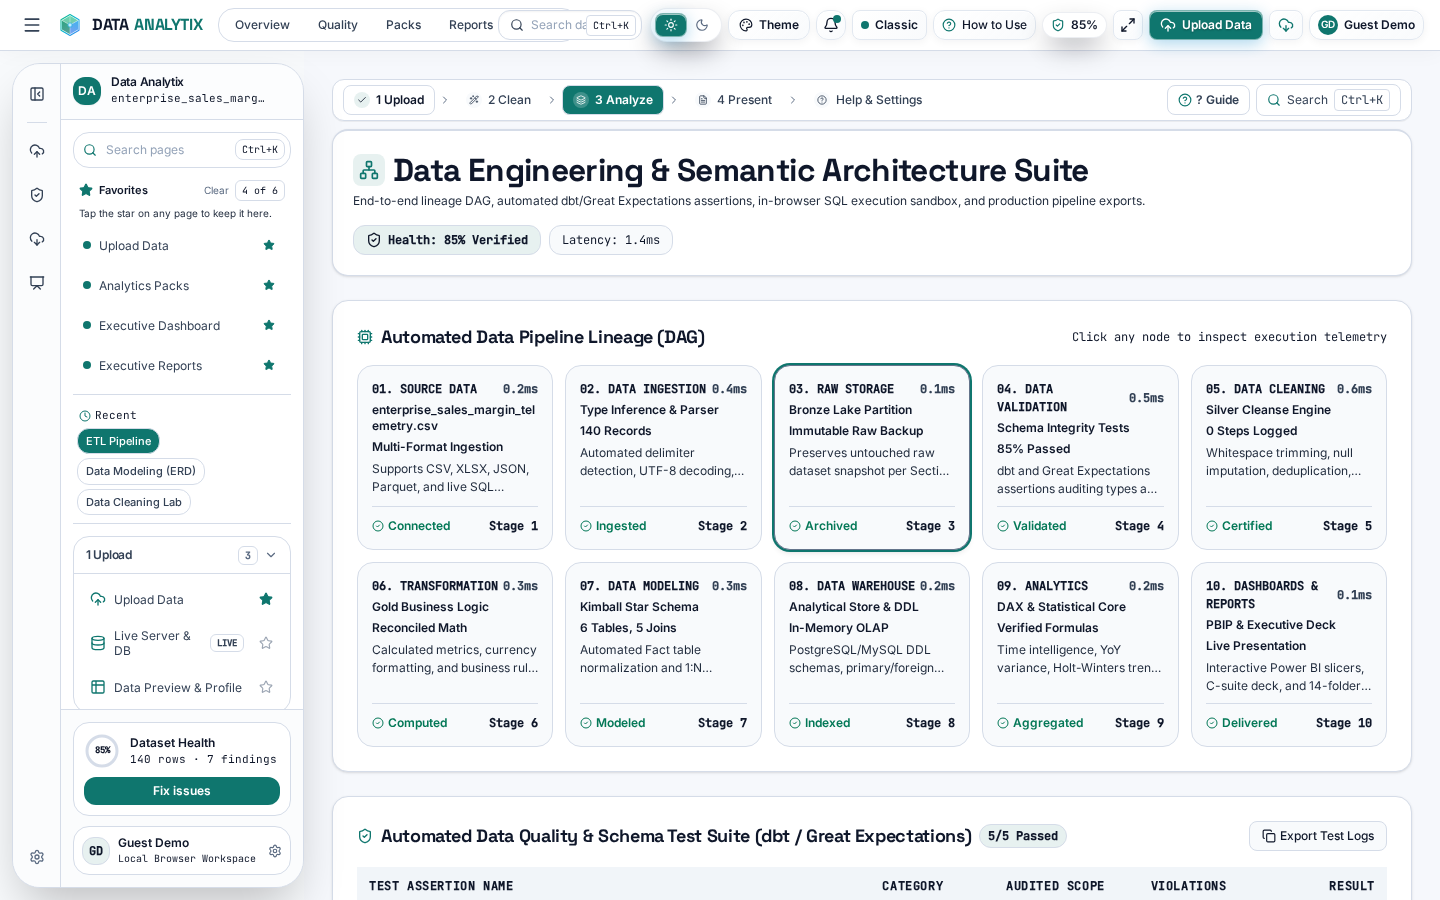 DATA ANALYTIX
Overview
Quality
Packs
Reports
Search da
Ctrl+K
Theme
Classic
How to Use
85%
Upload Data
GD
Guest Demo
DA
Data Analytix
enterprise_sales_marg…
Search pages
Ctrl+K
Favorites
Clear
4 of 6
Tap the star on any page to keep it here.
Upload Data
Analytics Packs
Executive Dashboard
Executive Reports
Recent
ETL Pipeline
Data Modeling (ERD)
Data Cleaning Lab
1 Upload
3
Upload Data
Live Server & DB
LIVE
Data Preview & Profile
85%
Dataset Health
140 rows · 7 findings
Fix issues
GD
Guest Demo
Local Browser Workspace
1 Upload
2 Clean
3 Analyze
4 Present
Help & Settings
? Guide
Search
Ctrl+K
Data Engineering & Semantic Architecture Suite
End-to-end lineage DAG, automated dbt/Great Expectations assertions, in-browser SQL execution sandbox, and production pipeline exports.
Health: 85% Verified
Latency: 1.4ms
Automated Data Pipeline Lineage (DAG)
Click any node to inspect execution telemetry
01. SOURCE DATA
0.2ms
enterprise_sales_margin_tel
emetry.csv
Multi-Format Ingestion
Supports CSV, XLSX, JSON,
Parquet, and live SQL…
Connected
Stage 1
02. DATA INGESTION
0.4ms
Type Inference & Parser
140 Records
Automated delimiter
detection, UTF-8 decoding,…
Ingested
Stage 2
03. RAW STORAGE
0.1ms
Bronze Lake Partition
Immutable Raw Backup
Preserves untouched raw
dataset snapshot per Secti…
Archived
Stage 3
04. DATA
VALIDATION
0.5ms
Schema Integrity Tests
85% Passed
dbt and Great Expectations
assertions auditing types a…
Validated
Stage 4
05. DATA CLEANING
0.6ms
Silver Cleanse Engine
0 Steps Logged
Whitespace trimming, null
imputation, deduplication,…
Certified
Stage 5
06. TRANSFORMATION
0.3ms
Gold Business Logic
Reconciled Math
Calculated metrics, currency
formatting, and business rul…
Computed
Stage 6
07. DATA MODELING
0.3ms
Kimball Star Schema
6 Tables, 5 Joins
Automated Fact table
normalization and 1:N…
Modeled
Stage 7
08. DATA WAREHOUSE
0.2ms
Analytical Store & DDL
In-Memory OLAP
PostgreSQL/MySQL DDL
schemas, primary/foreign…
Indexed
Stage 8
09. ANALYTICS
0.2ms
DAX & Statistical Core
Verified Formulas
Time intelligence, YoY
variance, Holt-Winters tren…
Aggregated
Stage 9
10. DASHBOARDS &
REPORTS
0.1ms
PBIP & Executive Deck
Live Presentation
Interactive Power BI slicers,
C-suite deck, and 14-folder…
Delivered
Stage 10
Automated Data Quality & Schema Test Suite (dbt / Great Expectations)
5/5 Passed
Export Test Logs
TEST ASSERTION NAME
CATEGORY
AUDITED SCOPE
VIOLATIONS
RESULT